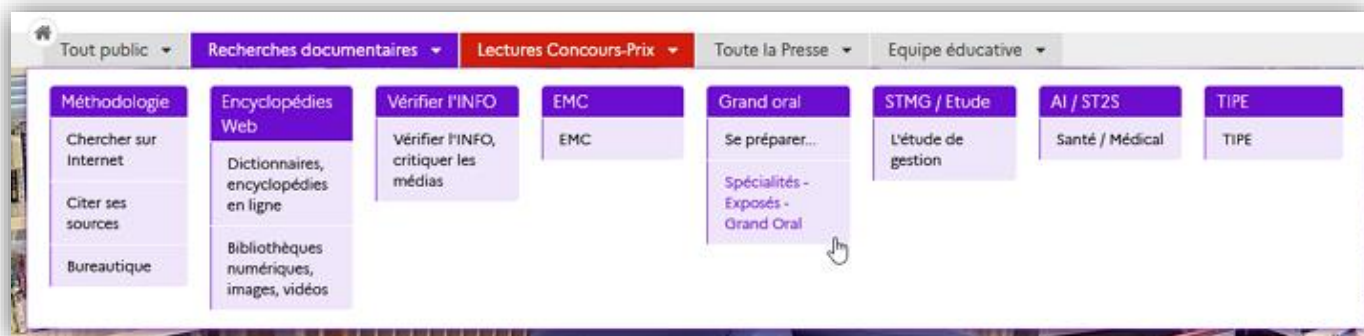 Tout public
Recherches documentaires
Lectures Concours-Prix
Toute la Presse
Equipe éducative
Méthodologie
Chercher sur
Internet
Citer ses
sources
Bureautique
Encyclopédies
Web
Dictionnaires,
encyclopédies
en ligne
Bibliothèques
numériques,
images, vidéos
Vérifier l'INFO
Vérifier l'INFO,
critiquer les
médias
EMC
EMC
Grand oral
Se préparer...
Spécialités -
Exposés -
Grand Oral
STMG / Etude
L'étude de
gestion
AI / ST2S
Santé / Médical
TIPE
TIPE